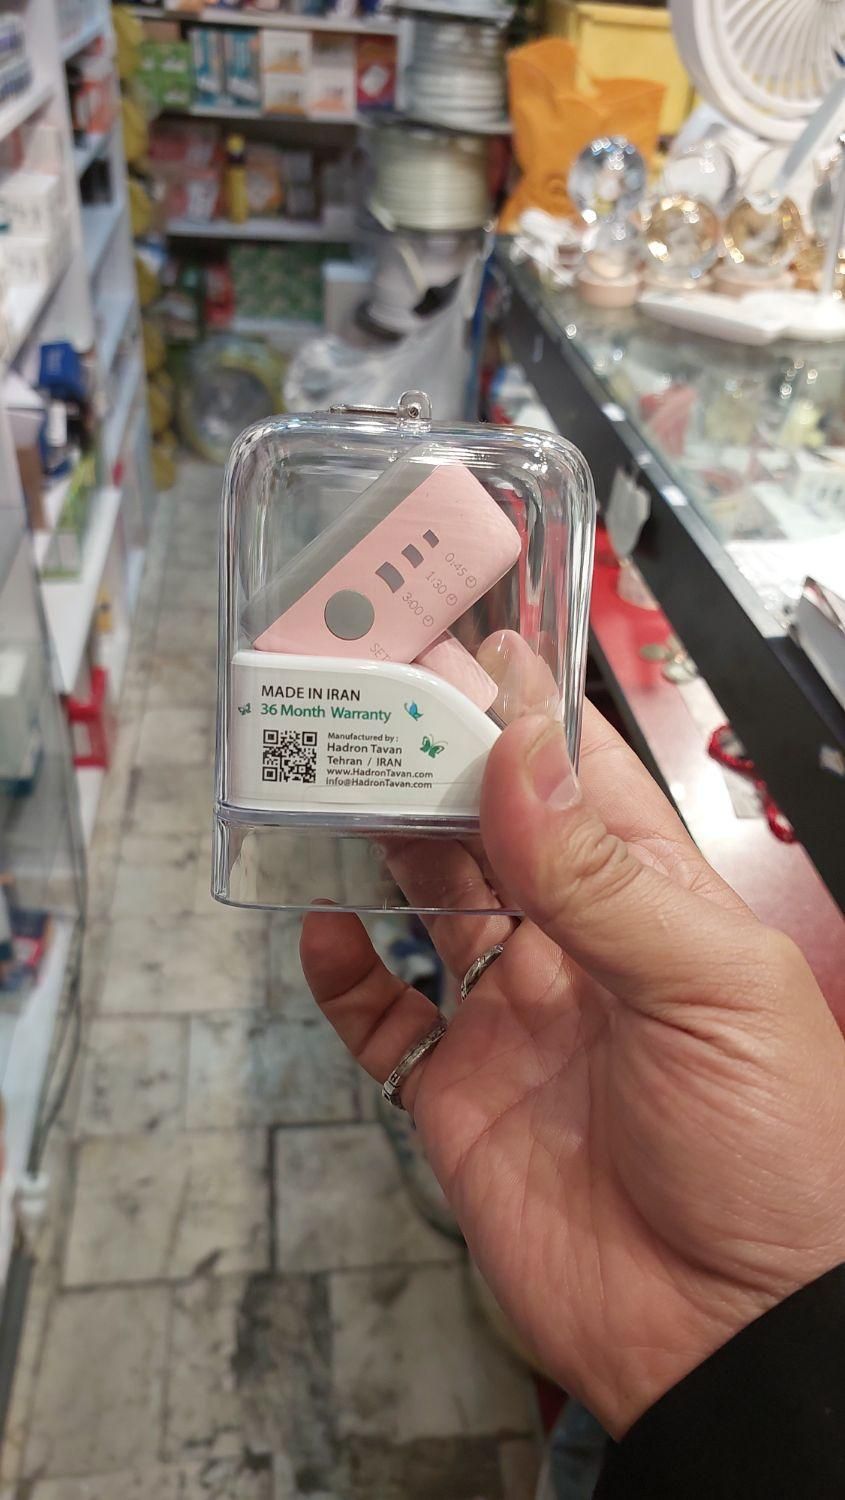 0:45
1:30
3:00
SET
MADE IN IRAN
36 Month Warranty
Manufactured by :
Hadron Tavan
Tehran / IRAN
www.HadronTavan.com
info@HadronTavan.com